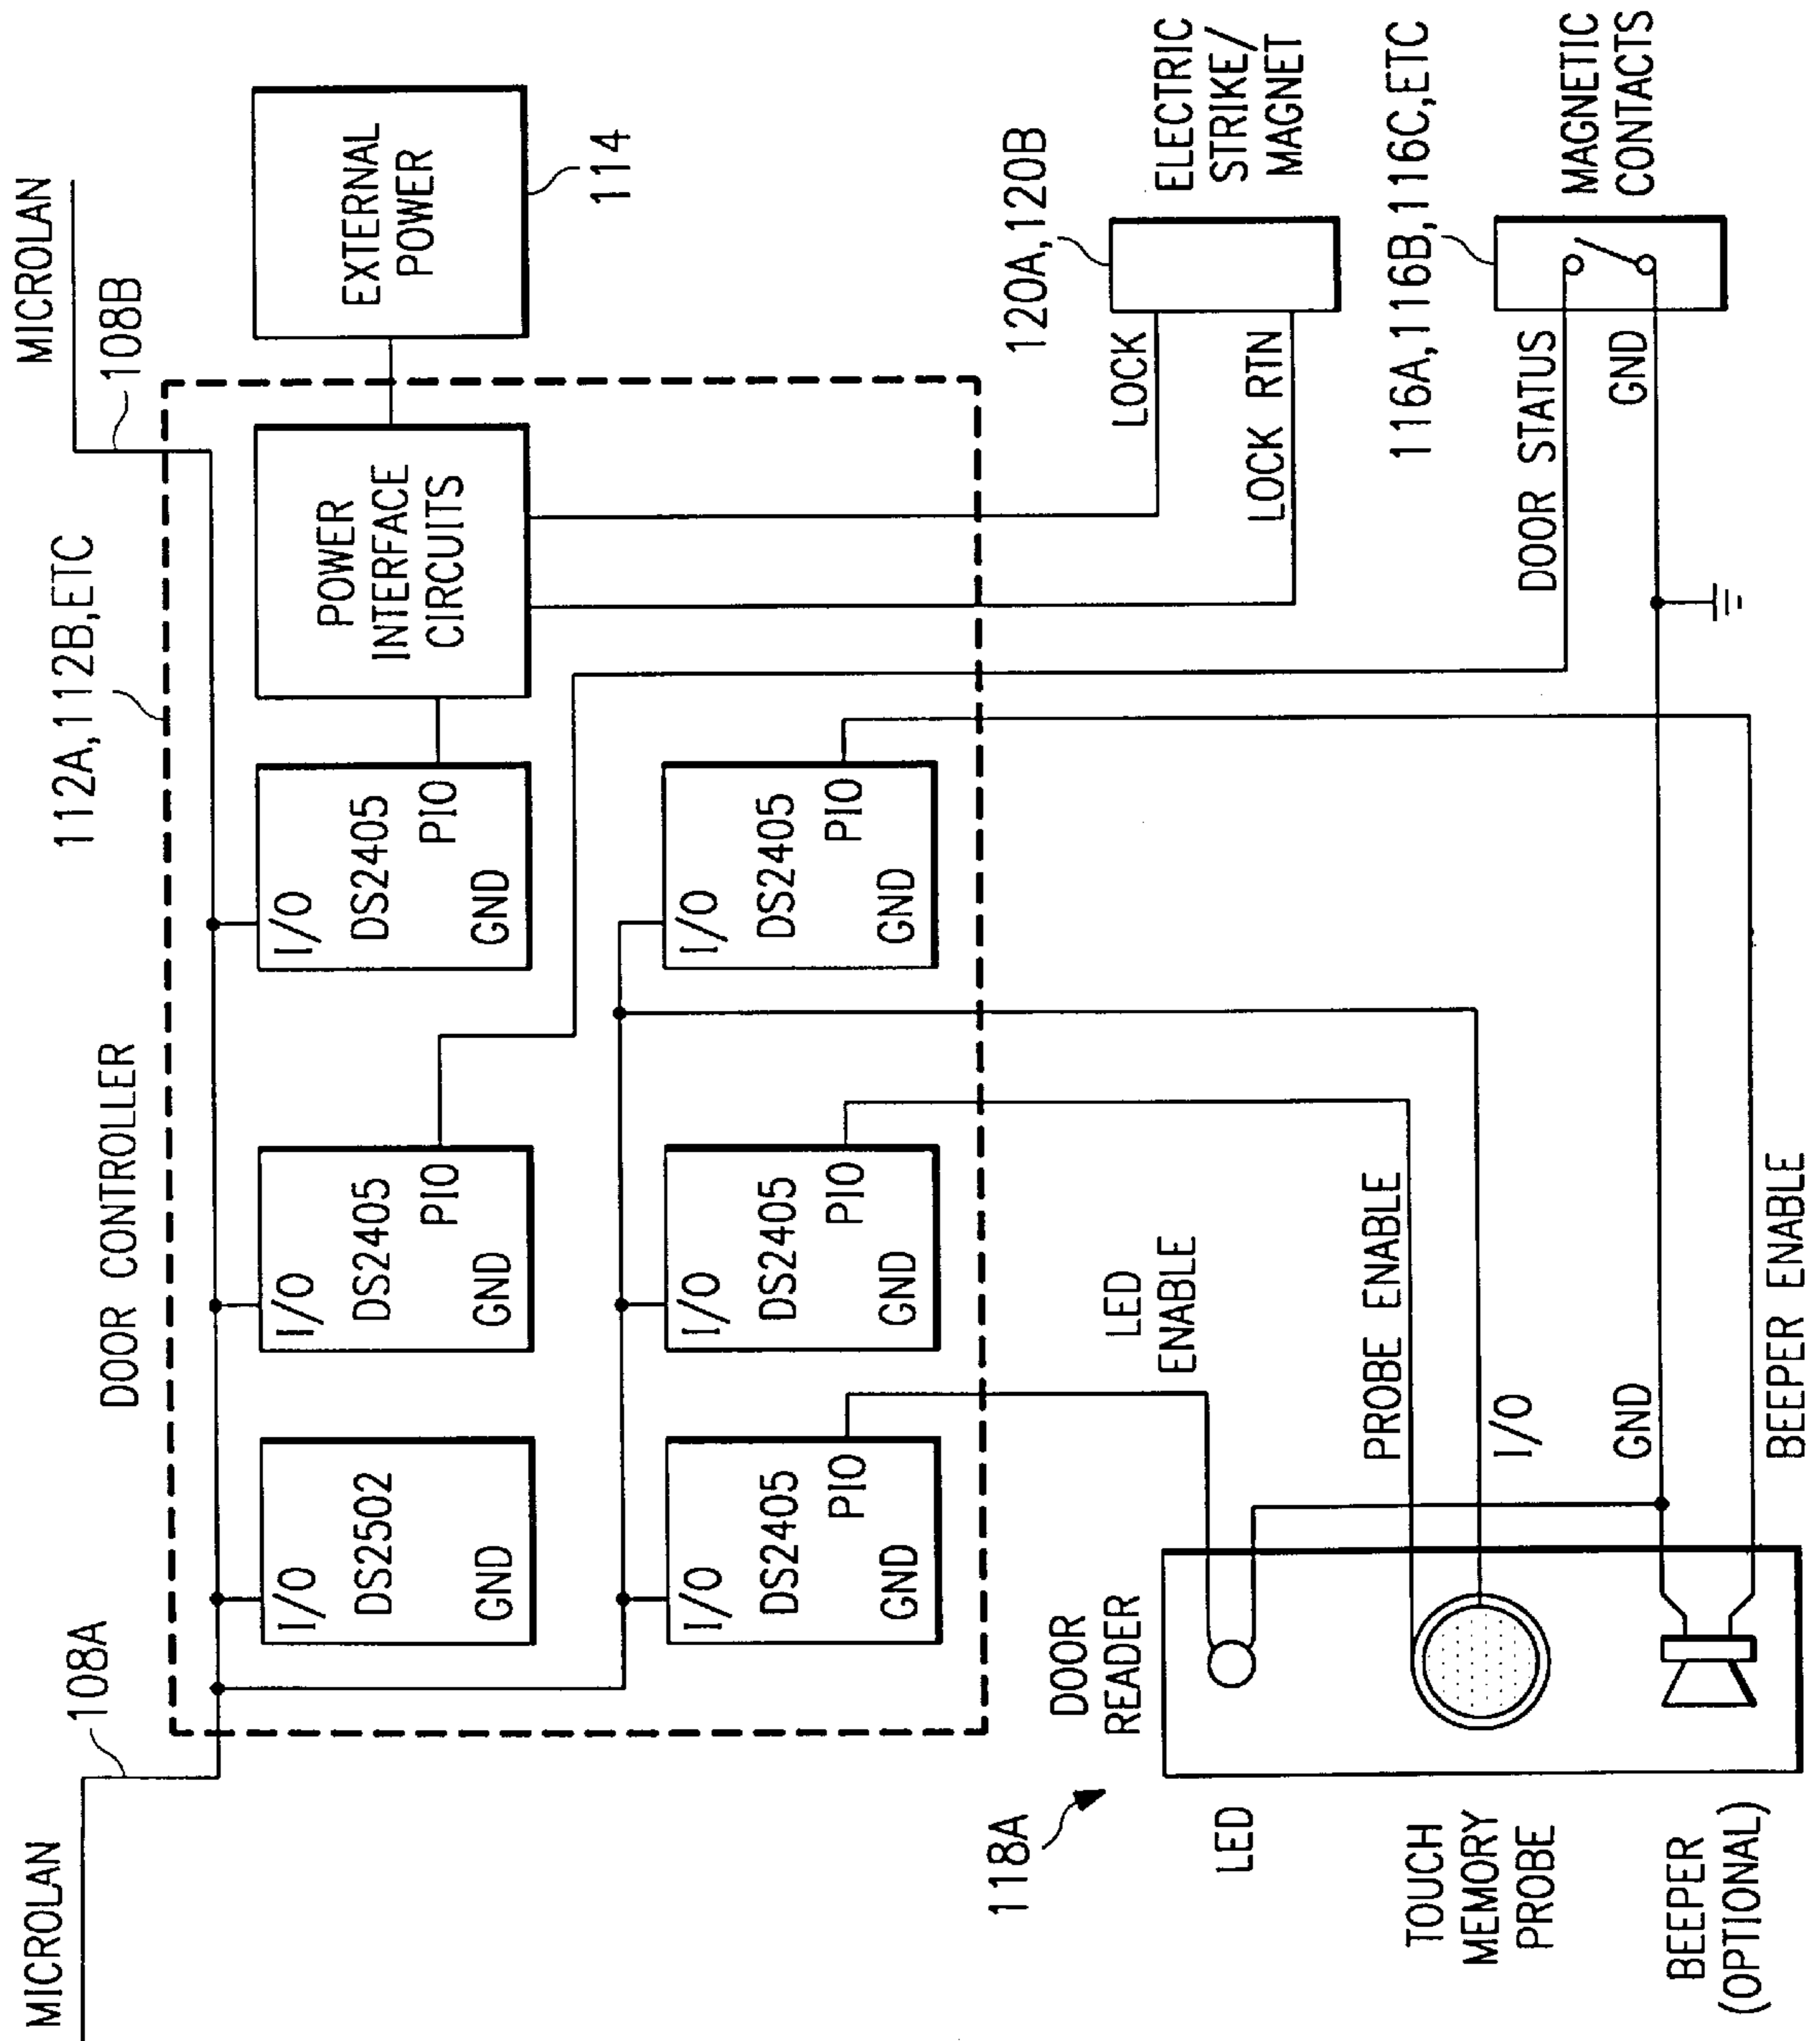 MICROLAN
108A
MICROLAN
108B
DOOR CONTROLLER
112A,112B,ETC
I/O
DS2502
GND
I/O
DS2405
PIO
GND
I/O
DS2405
PIO
GND
POWER
INTERFACE
CIRCUITS
EXTERNAL
POWER
114
I/O
DS2405
PIO
GND
I/O
DS2405
PIO
GND
I/O
DS2405
PIO
GND
118A
DOOR
READER
LED
ENABLE
LED
PROBE ENABLE
I/O
TOUCH
MEMORY
PROBE
GND
BEEPER ENABLE
BEEPER
(OPTIONAL)
120A,120B
LOCK
LOCK RTN
ELECTRIC
STRIKE/
MAGNET
116A,116B,116C,ETC
DOOR STATUS
GND
MAGNETIC
CONTACTS